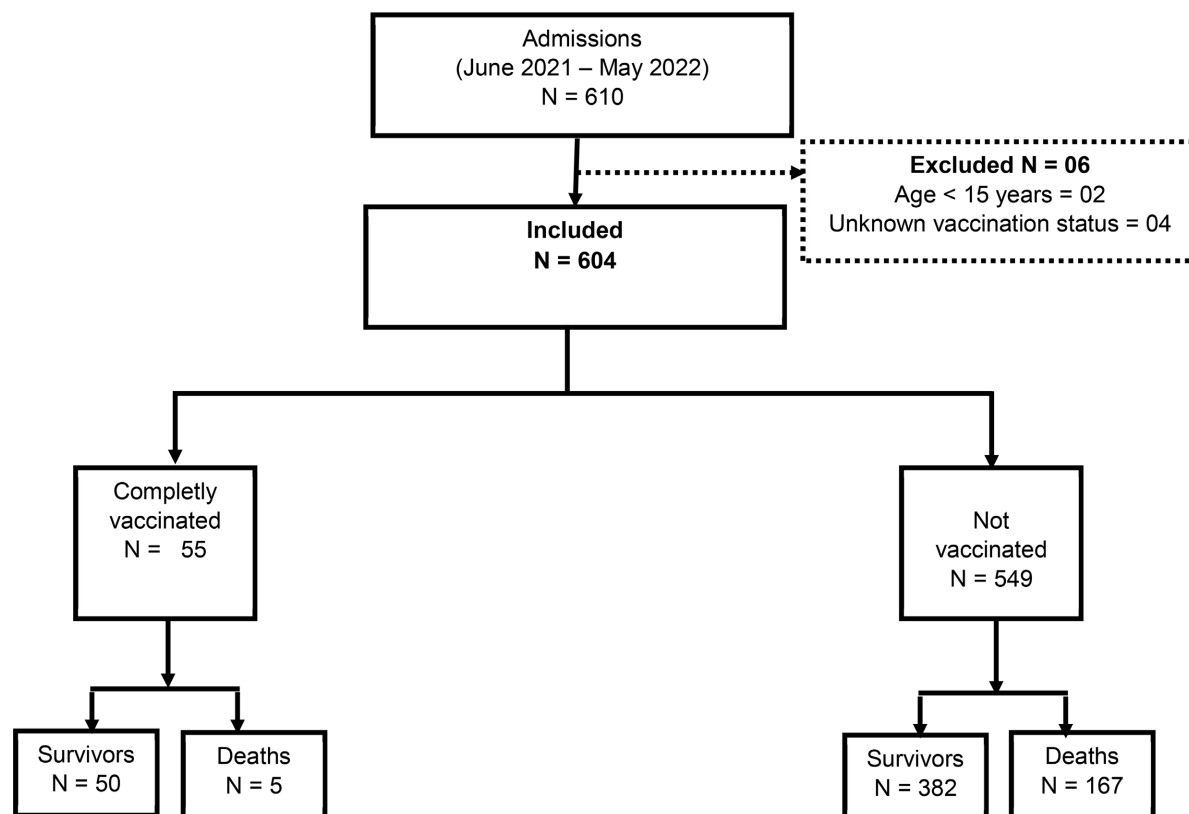 Admissions
(June 2021 – May 2022)
N = 610
Excluded N = 06
Age < 15 years = 02
Unknown vaccination status = 04
Included
N = 604
Completly
vaccinated
N =   55
Not
vaccinated
N = 549
Survivors
N = 50
Deaths
N = 5
Survivors
N = 382
Deaths
N = 167